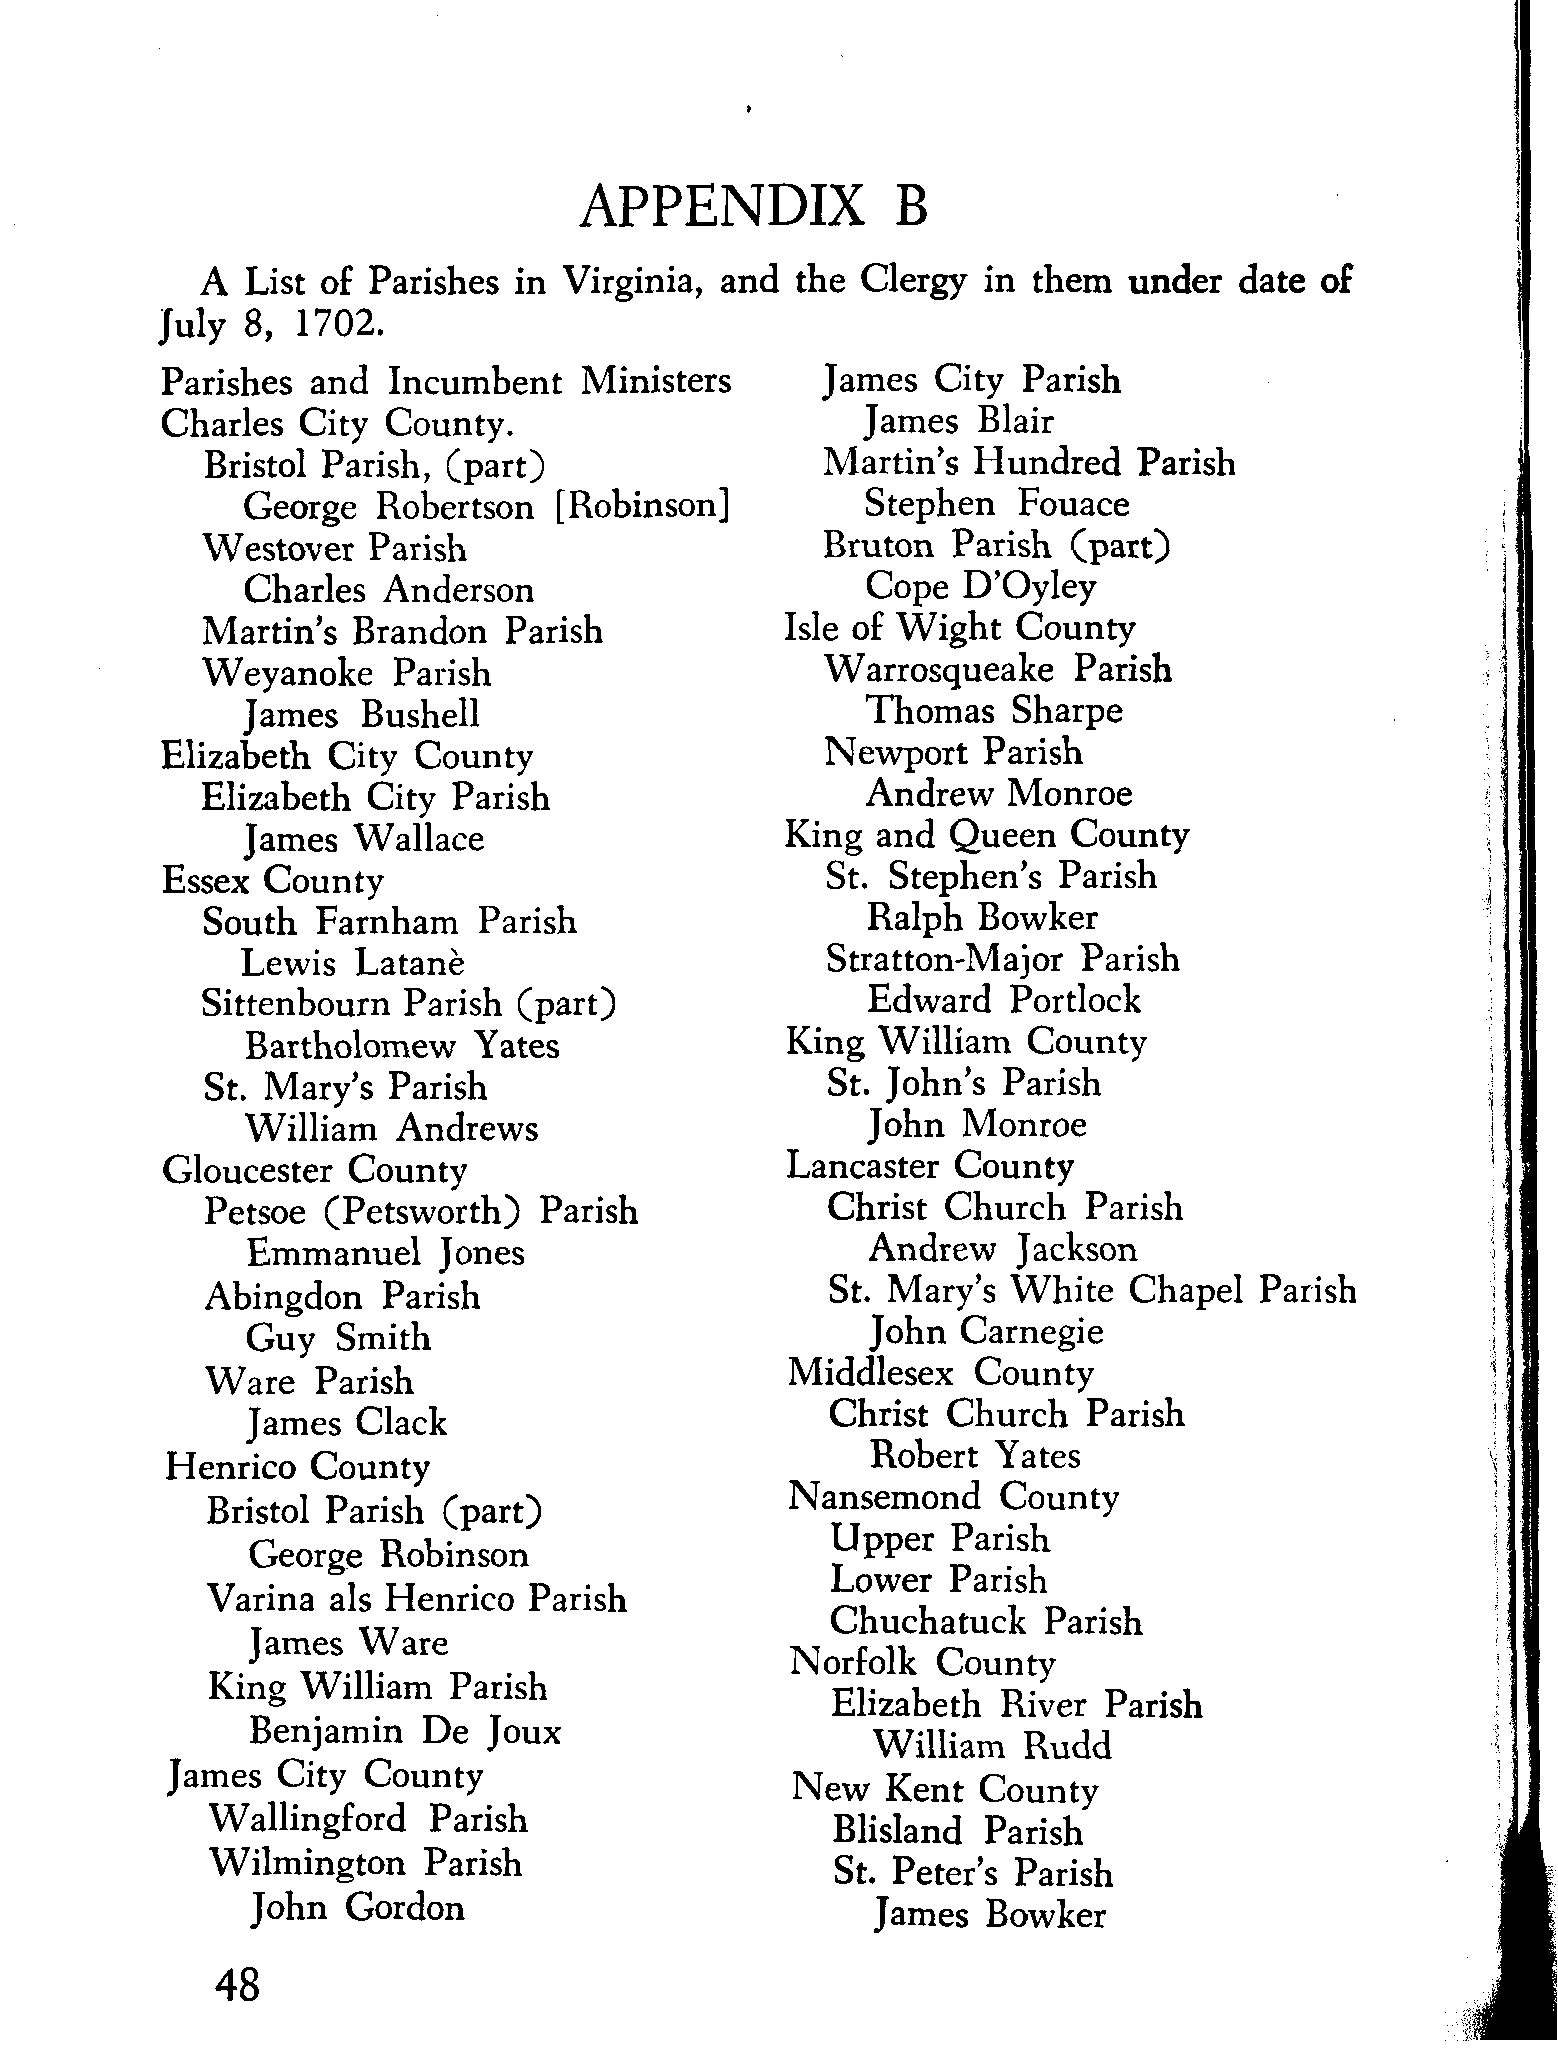 APPENDIX B
A List of Parishes in Virginia, and the Clergy in them under date of
July 8, 1702.
Parishes and Incumbent Ministers
Charles City County.
Bristol Parish, (part)
George Robertson [Robinson]
Westover Parish
Charles Anderson
Martin's Brandon Parish
Weyanoke Parish
James Bushell
Elizabeth City County
Elizabeth City Parish
James Wallace
Essex County
South Farnham Parish
Lewis Latanè
Sittenbourn Parish (part)
Bartholomew Yates
St. Mary's Parish
William Andrews
Gloucester County
Petsoe (Petsworth) Parish
Emmanuel Jones
Abingdon Parish
Guy Smith
Ware Parish
James Clack
Henrico County
Bristol Parish (part)
George Robinson
Varina als Henrico Parish
James Ware
King William Parish
Benjamin De Joux
James City County
Wallingford Parish
Wilmington Parish
John Gordon
James City Parish
James Blair
Martin's Hundred Parish
Stephen Fouace
Bruton Parish (part)
Cope D'Oyley
Isle of Wight County
Warrosqueake Parish
Thomas Sharpe
Newport Parish
Andrew Monroe
King and Queen County
St. Stephen's Parish
Ralph Bowker
Stratton-Major Parish
Edward Portlock
King William County
St. John's Parish
John Monroe
Lancaster County
Christ Church Parish
Andrew Jackson
St. Mary's White Chapel Parish
John Carnegie
Middlesex County
Christ Church Parish
Robert Yates
Nansemond County
Upper Parish
Lower Parish
Chuchatuck Parish
Norfolk County
Elizabeth River Parish
William Rudd
New Kent County
Blisland Parish
St. Peter's Parish
James Bowker
48